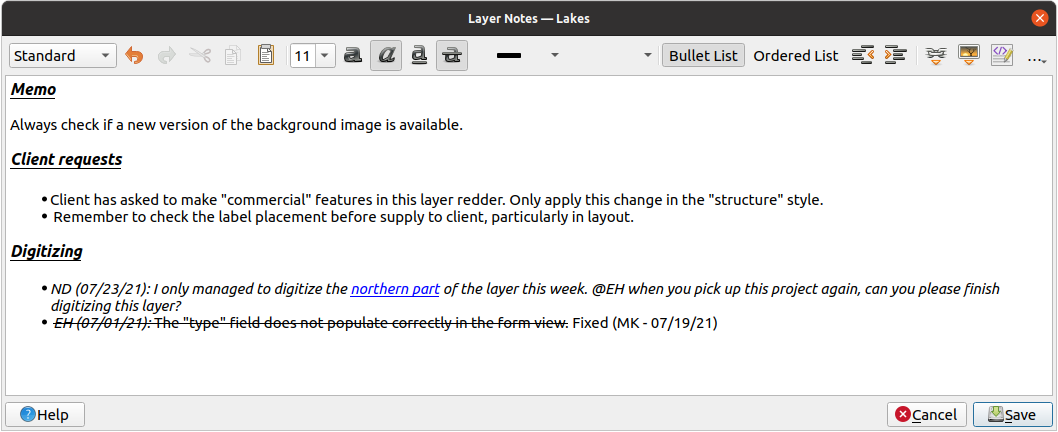 Layer Notes — Lakes
Standard 11 a a a a Bullet List Ordered List ...
Memo
Always check if a new version of the background image is available.
Client requests
• Client has asked to make "commercial" features in this layer redder. Only apply this change in the "structure" style.
• Remember to check the label placement before supply to client, particularly in layout.
Digitizing
• ND (07/23/21): I only managed to digitize the northern part of the layer this week. @EH when you pick up this project again, can you please finish
digitizing this layer?
• EH (07/01/21): The "type" field does not populate correctly in the form view. Fixed (MK - 07/19/21)
Help Cancel Save